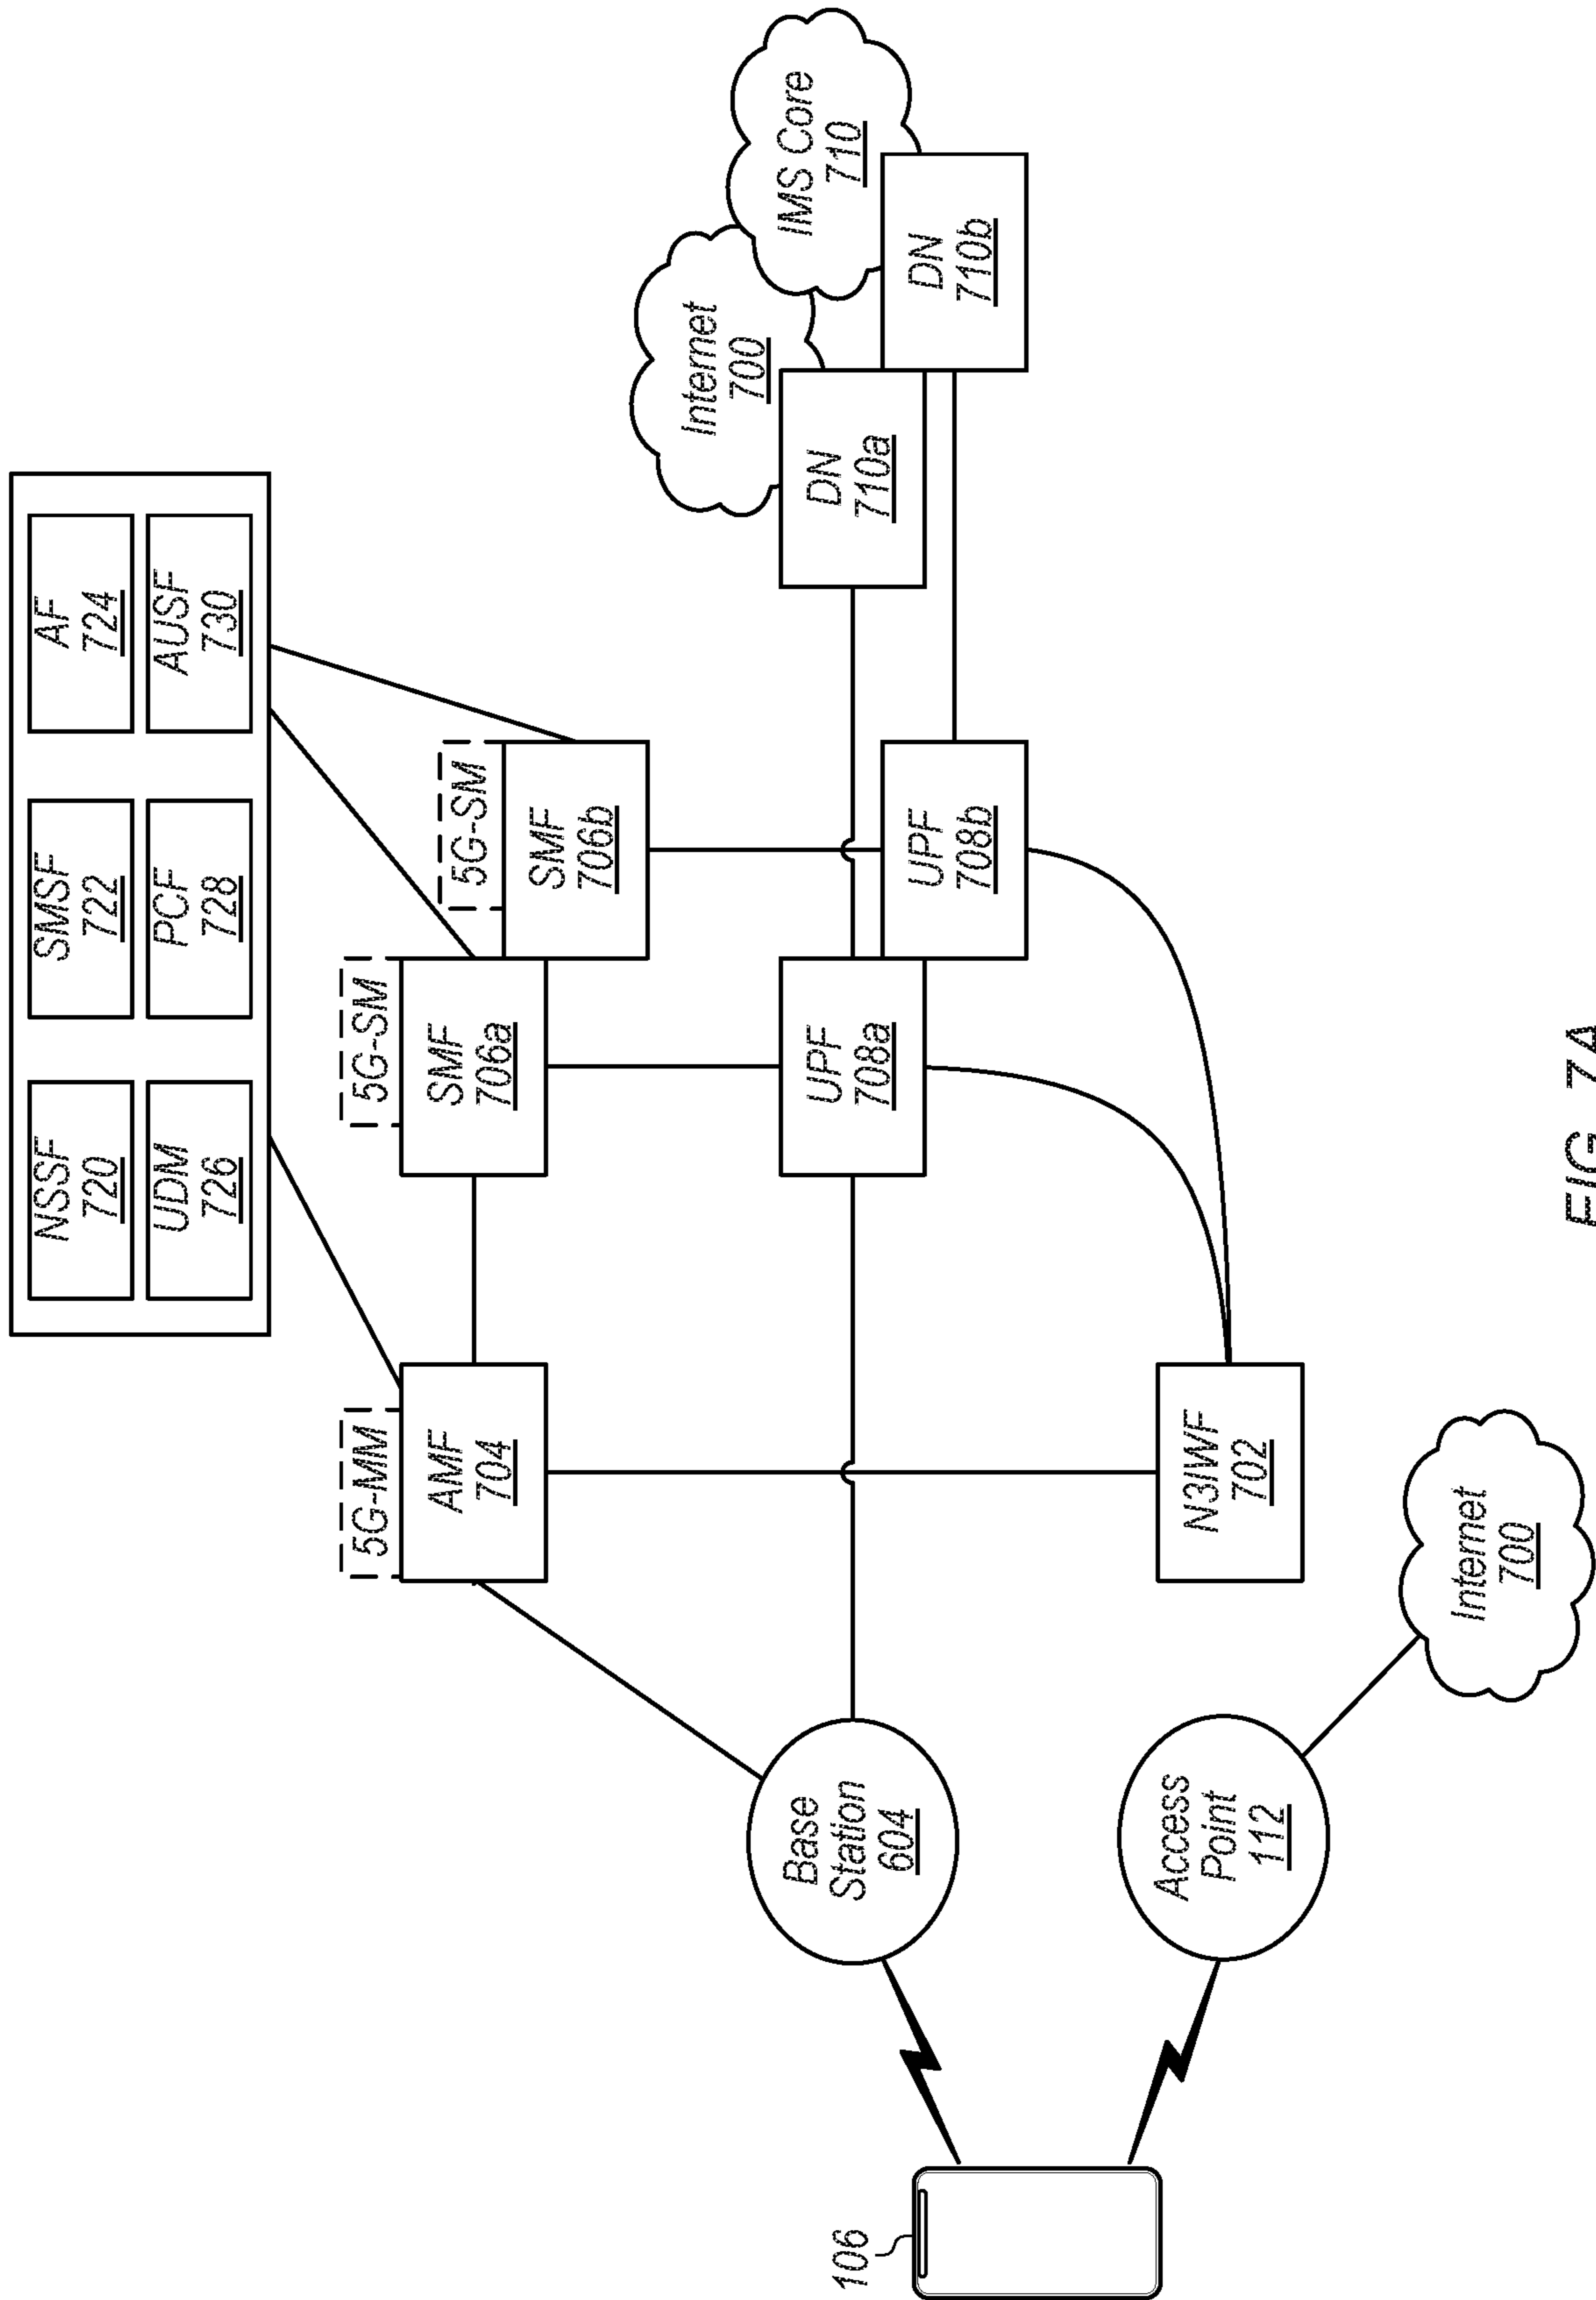 NSSF
720
SMSF
722
AF
724
UDM
726
PCF
728
AUSF
730
5G-MM
AMF
704
5G-SM
SMF
706a
5G-SM
SMF
706b
Base
Station
604
UPF
708a
UPF
708b
DN
710a
DN
710b
Internet
700
IMS Core
710
106
Access
Point
112
N3IWF
702
Internet
700
FIG. 7A